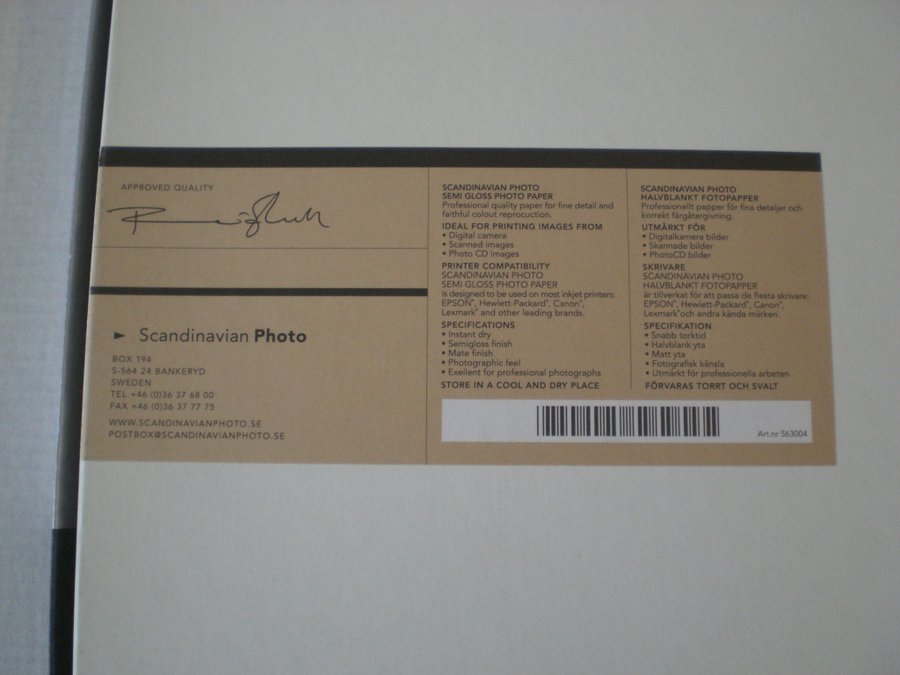 APPROVED QUALITY
Scandinavian Photo
BOX 194
S-564 24 BANKERYD
SWEDEN
TEL +46 (0)36 37 68 00
FAX +46 (0)36 37 77 75
WWW.SCANDINAVIANPHOTO.SE
POSTBOX@SCANDINAVIANPHOTO.SE
SCANDINAVIAN PHOTO
SEMI GLOSS PHOTO PAPER
Professional quality paper for fine detail and
faithful colout reprocuction.
IDEAL FOR PRINTING IMAGES FROM
• Digital camera
• Scanned images
• Photo CD images
PRINTER COMPATIBILITY
SCANDINAVIAN PHOTO
SEMI GLOSS PHOTO PAPER
is designed to be used on most inkjet printers:
EPSON®, Hewlett-Packard®, Canon®,
Lexmark® and other leading brands.
SPECIFICATIONS
• Instant dry
• Semigloss finish
• Mate finish
• Photographic feel
• Exellent for professional photographs
STORE IN A COOL AND DRY PLACE
SCANDINAVIAN PHOTO
HALVBLANKT FOTOPAPPER
Professionellt papper för fina detaljer och
korrekt färgåtergivning.
UTMÄRKT FÖR
• Digitalkamera bilder
• Skannade bilder
• PhotoCD bilder
SKRIVARE
SCANDINAVIAN PHOTO
HALVBLANKT FOTOPAPPER
är tillverkat för att passa de flesta skrivare:
EPSON®, Hewlett-Packard®, Canon®,
Lexmark® och andra kända märken.
SPECIFIKATION
• Snabb torktid
• Halvblank yta
• Matt yta
• Fotografisk känsla
• Utmärkt för professionella arbeten
FÖRVARAS TORRT OCH SVALT
Art.nr 563004